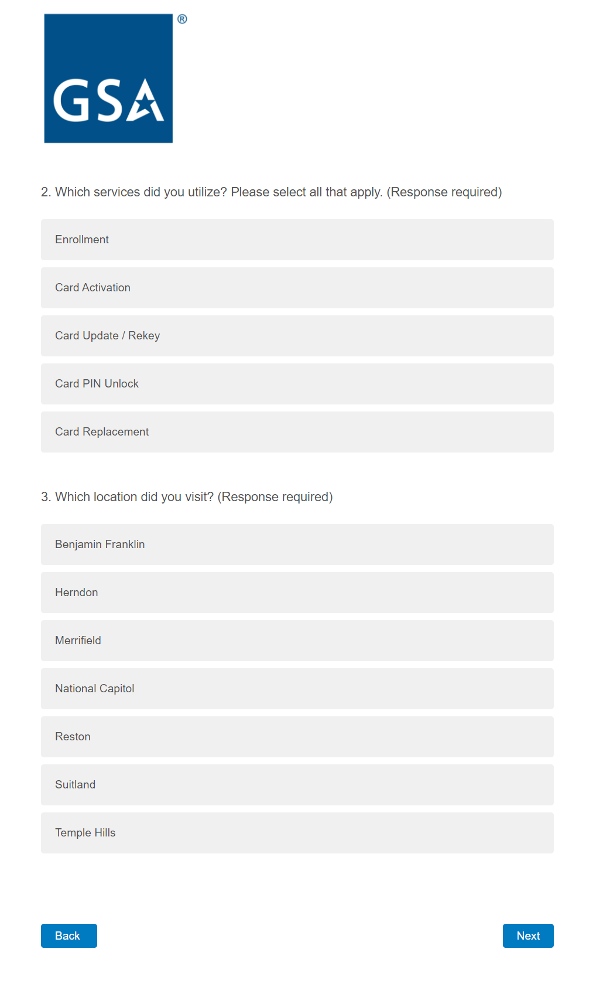 ®
GSA
2. Which services did you utilize? Please select all that apply. (Response required)
Enrollment
Card Activation
Card Update / Rekey
Card PIN Unlock
Card Replacement
3. Which location did you visit? (Response required)
Benjamin Franklin
Herndon
Merrifield
National Capitol
Reston
Suitland
Temple Hills
Back
Next